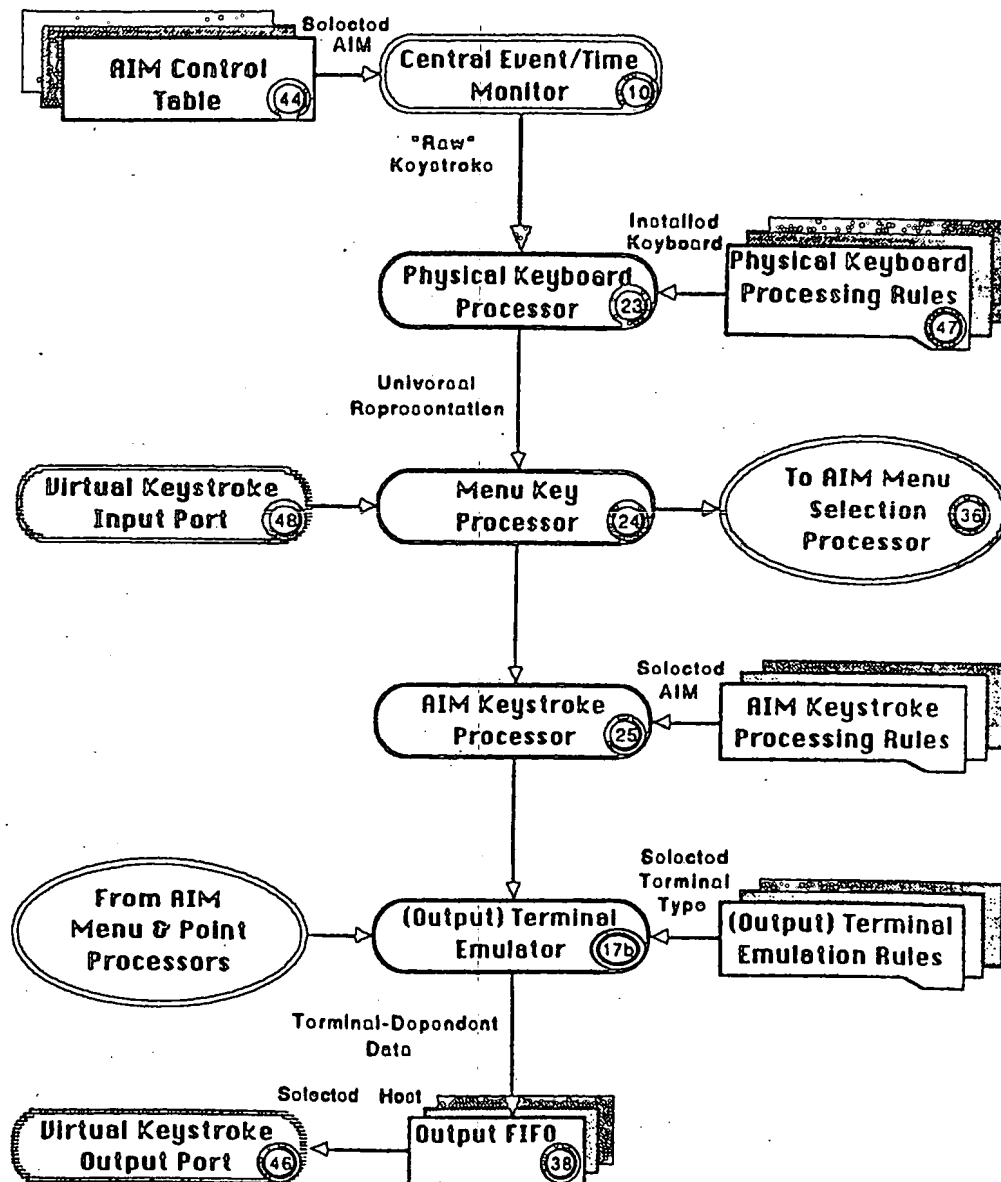 Selected
AIM
AIM Control
Table
44
Central Event/Time
Monitor
10
"Raw"
Keystroke
Installed
Keyboard
Physical Keyboard
Processor
23
Physical Keyboard
Processing Rules
47
Universal
Representation
Virtual Keystroke
Input Port
48
Menu Key
Processor
24
To AIM Menu
Selection
Processor
36
AIM Keystroke
Processor
25
Selected
AIM
AIM Keystroke
Processing Rules
From AIM
Menu & Point
Processors
(Output) Terminal
Emulator
17b
Selected
Terminal
Type
(Output) Terminal
Emulation Rules
Terminal-Dependent
Data
Selected Host
Virtual Keystroke
Output Port
46
Output FIFO
38